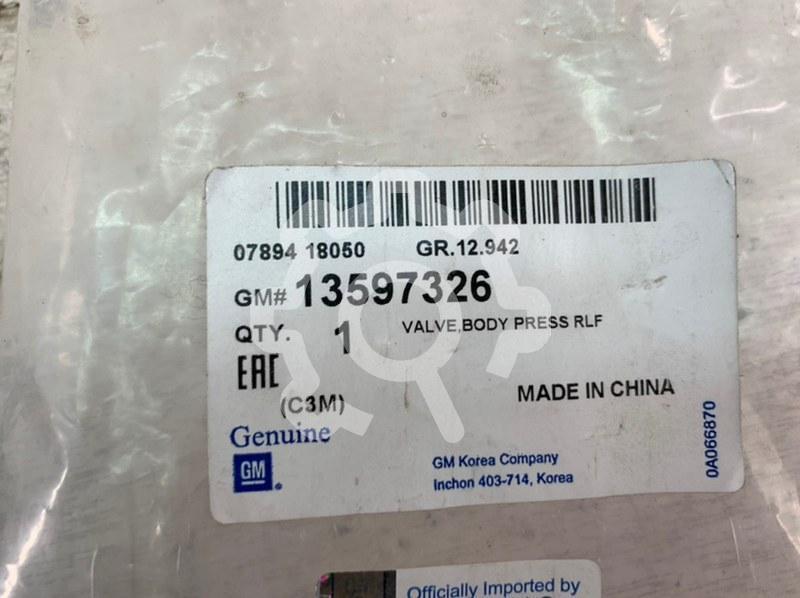 07894 18050 GR.12.942
GM# 13597326
QTY. 1 VALVE,BODY PRESS RLF
EAC
(C3M) MADE IN CHINA
Genuine
GM
GM Korea Company
Inchon 403-714, Korea
0A066870
Officially Imported by